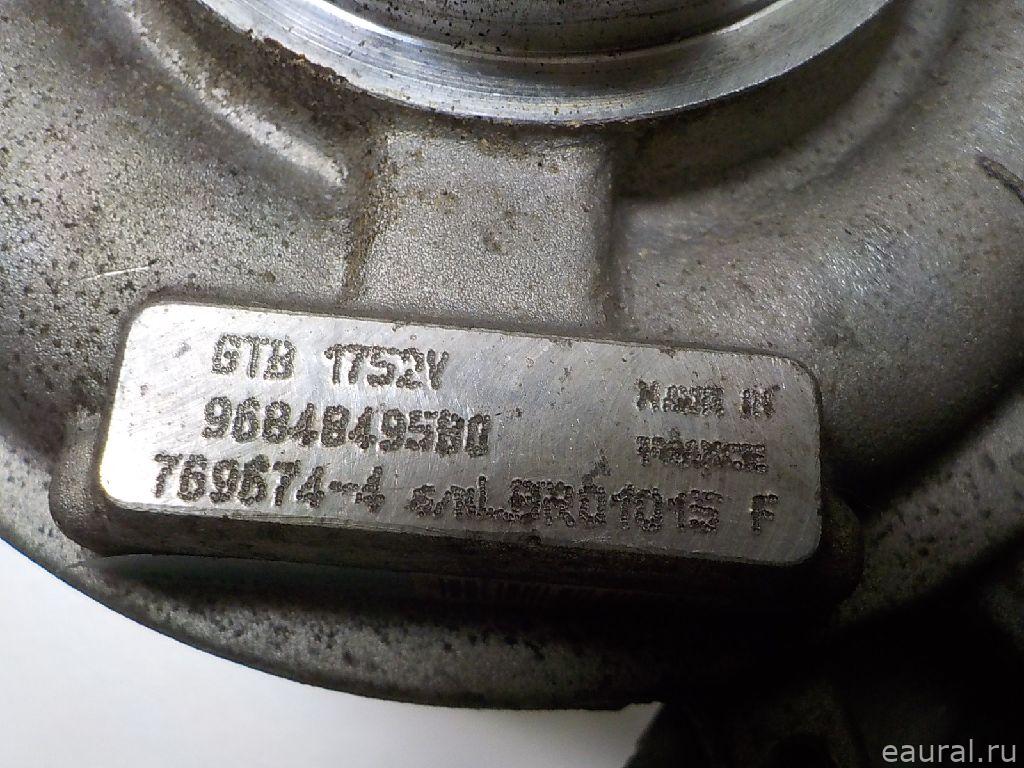 GTB 1752V
9684849580
769674-4
MADE IN
FRANCE
F
eaural.ru